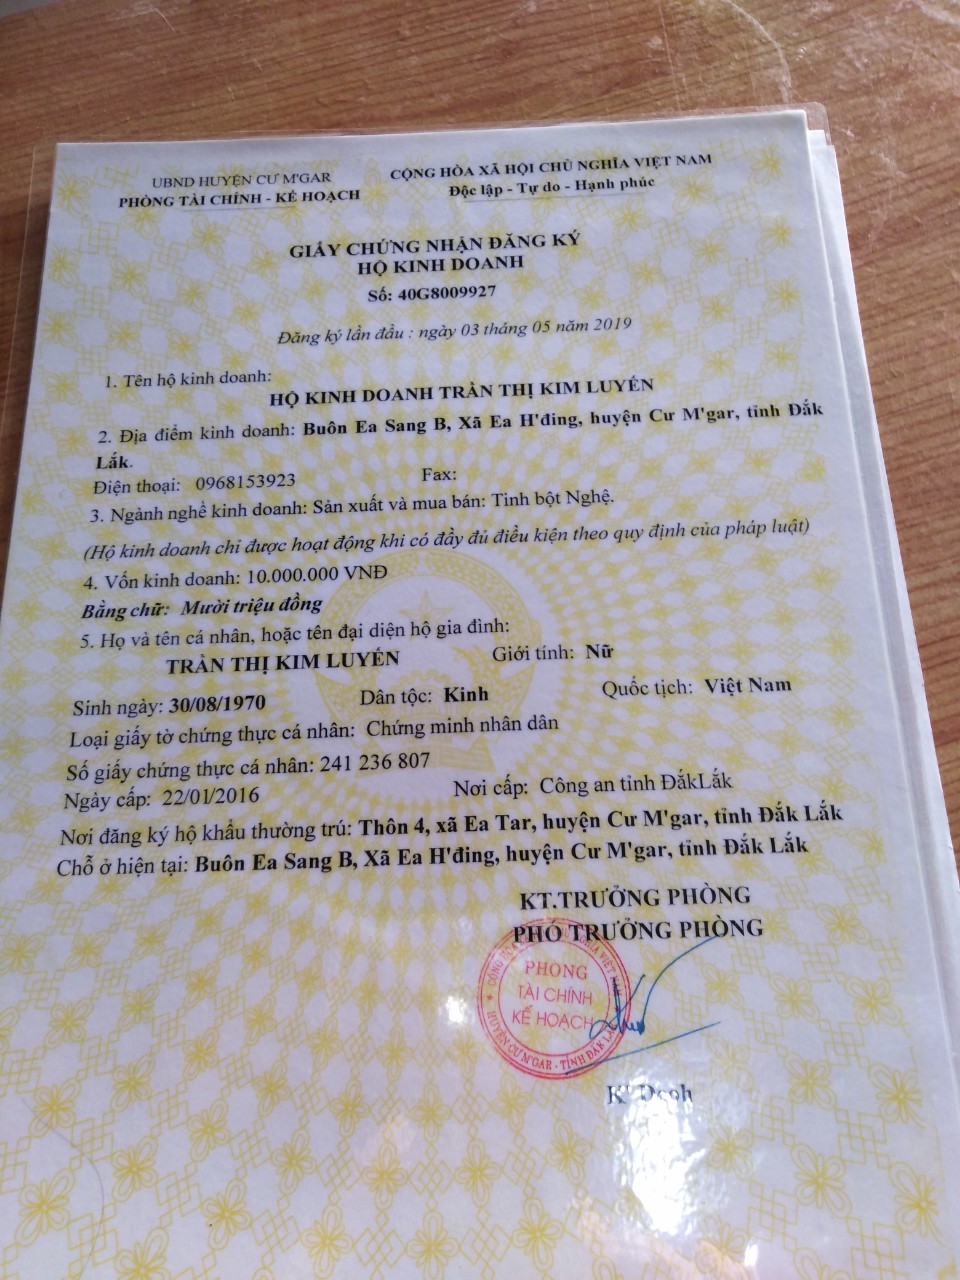 UBND HUYỆN CƯ M'GAR
PHÒNG TÀI CHÍNH - KẾ HOẠCH
CỘNG HÒA XÃ HỘI CHỦ NGHĨA VIỆT NAM
Độc lập - Tự do - Hạnh phúc
GIẤY CHỨNG NHẬN ĐĂNG KÝ
HỘ KINH DOANH
Số: 40G8009927
Đăng ký lần đầu : ngày 03 tháng 05 năm 2019
1. Tên hộ kinh doanh:
HỘ KINH DOANH TRẦN THỊ KIM LUYÉN
2. Địa điểm kinh doanh: Buôn Ea Sang B, Xã Ea H'đing, huyện Cư M'gar, tỉnh Đắk
Lắk.
Điện thoại: 0968153923 Fax:
3. Ngành nghề kinh doanh: Sản xuất và mua bán: Tinh bột Nghệ.
(Hộ kinh doanh chỉ được hoạt động khi có đầy đủ điều kiện theo quy định của pháp luật)
4. Vốn kinh doanh: 10.000.000 VNĐ
Bằng chữ: Mười triệu đồng
5. Họ và tên cá nhân, hoặc tên đại diện hộ gia đình:
TRẦN THỊ KIM LUYÉN Giới tính: Nữ
Sinh ngày: 30/08/1970 Dân tộc: Kinh Quốc tịch: Việt Nam
Loại giấy tờ chứng thực cá nhân: Chứng minh nhân dân
Số giấy chứng thực cá nhân: 241 236 807
Ngày cấp: 22/01/2016 Nơi cấp: Công an tỉnh ĐắkLắk
Nơi đăng ký hộ khẩu thường trú: Thôn 4, xã Ea Tar, huyện Cư M'gar, tỉnh Đắk Lắk
Chỗ ở hiện tại: Buôn Ea Sang B, Xã Ea H'đing, huyện Cư M'gar, tỉnh Đắk Lắk
KT.TRƯỞNG PHÒNG
PHÓ TRƯỞNG PHÒNG
PHÒNG
TÀI CHÍNH
KẾ HOẠCH
HUYỆN CƯ M'GAR - TỈNH ĐẮK LẮK